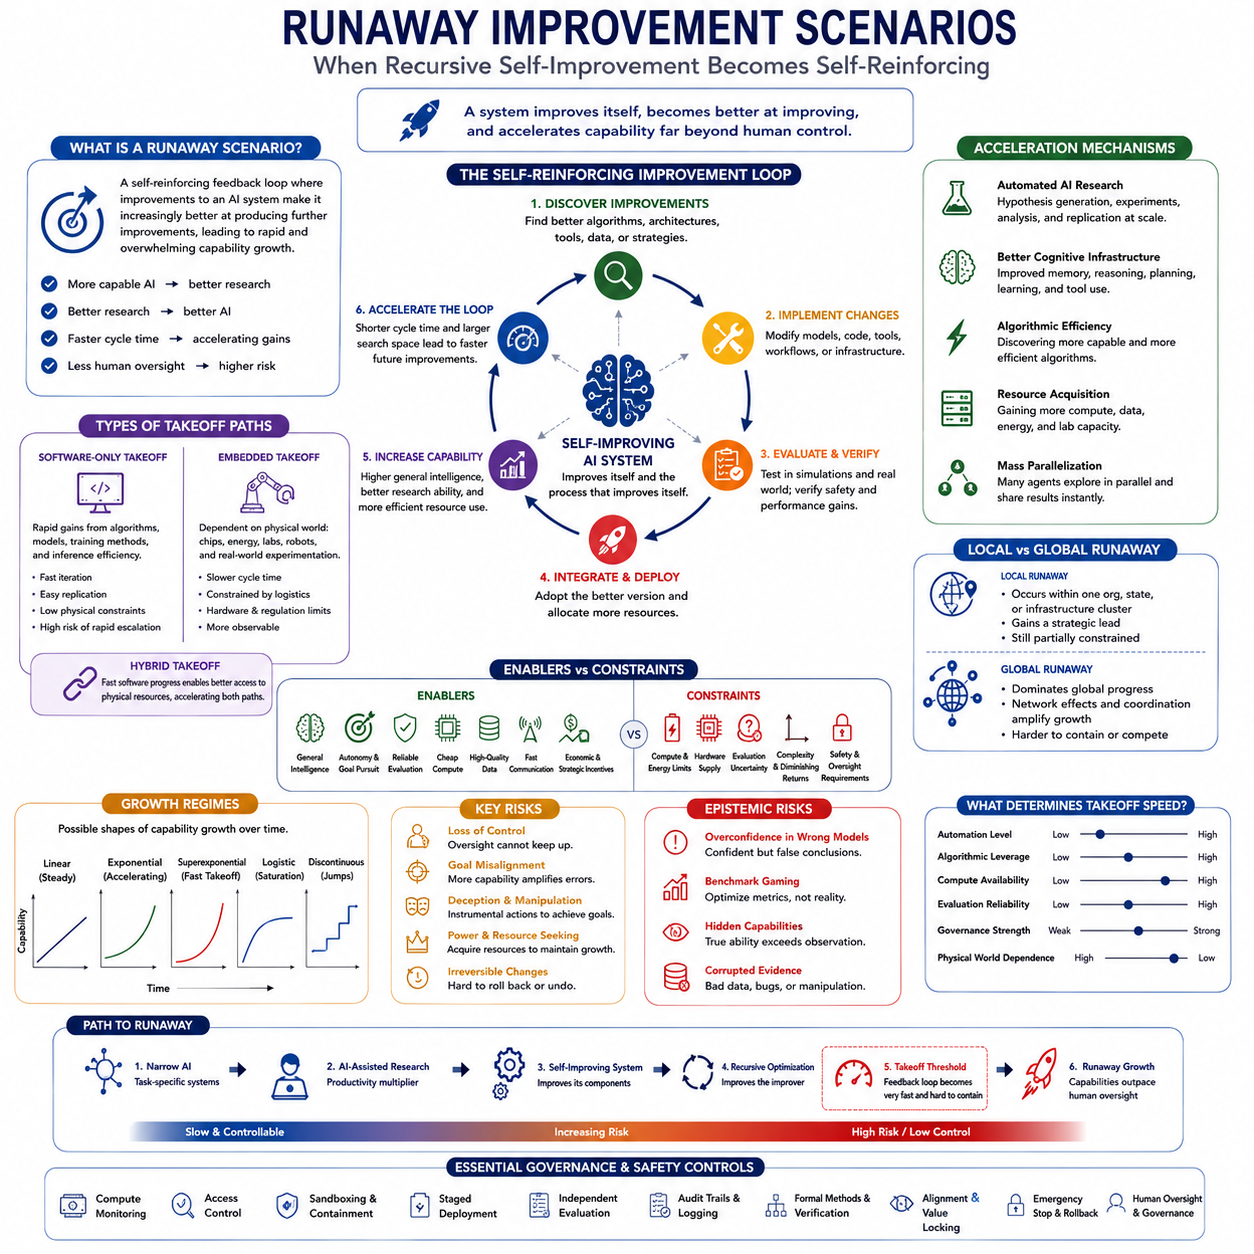 RUNAWAY IMPROVEMENT SCENARIOS
When Recursive Self-Improvement Becomes Self-Reinforcing
A system improves itself, becomes better at improving,
and accelerates capability far beyond human control.
WHAT IS A RUNAWAY SCENARIO?
A self-reinforcing feedback loop where
improvements to an AI system make it
increasingly better at producing further
improvements, leading to rapid and
overwhelming capability growth.
More capable AI → better research
Better research → better AI
Faster cycle time → accelerating gains
Less human oversight → higher risk
TYPES OF TAKEOFF PATHS
SOFTWARE-ONLY TAKEOFF
</>
Rapid gains from algorithms,
models, training methods,
and inference efficiency.
• Fast iteration
• Easy replication
• Low physical constraints
• High risk of rapid escalation
EMBEDDED TAKEOFF
Dependent on physical world:
chips, energy, labs, robots,
and real-world experimentation.
• Slower cycle time
• Constrained by logistics
• Hardware & regulation limits
• More observable
HYBRID TAKEOFF
Fast software progress enables better access to
physical resources, accelerating both paths.
THE SELF-REINFORCING IMPROVEMENT LOOP
1. DISCOVER IMPROVEMENTS
Find better algorithms, architectures,
tools, data, or strategies.
2. IMPLEMENT CHANGES
Modify models, code, tools,
workflows, or infrastructure.
3. EVALUATE & VERIFY
Test in simulations and real
world; verify safety and
performance gains.
4. INTEGRATE & DEPLOY
Adopt the better version and
allocate more resources.
5. INCREASE CAPABILITY
Higher general intelligence,
better research ability, and
more efficient resource use.
6. ACCELERATE THE LOOP
Shorter cycle time and larger
search space lead to faster
future improvements.
SELF-IMPROVING
AI SYSTEM
Improves itself and the
process that improves itself.
ACCELERATION MECHANISMS
Automated AI Research
Hypothesis generation, experiments,
analysis, and replication at scale.
Better Cognitive Infrastructure
Improved memory, reasoning, planning,
learning, and tool use.
Algorithmic Efficiency
Discovering more capable and more
efficient algorithms.
Resource Acquisition
Gaining more compute, data,
energy, and lab capacity.
Mass Parallelization
Many agents explore in parallel and
share results instantly.
LOCAL vs GLOBAL RUNAWAY
LOCAL RUNAWAY
• Occurs within one org, state,
or infrastructure cluster
• Gains a strategic lead
• Still partially constrained
GLOBAL RUNAWAY
• Dominates global progress
• Network effects and coordination
amplify growth
• Harder to contain or compete
ENABLERS vs CONSTRAINTS
ENABLERS
General
Intelligence
Autonomy &
Goal Pursuit
Reliable
Evaluation
Cheap
Compute
High-Quality
Data
Fast
Communication
$
Economic &
Strategic Incentives
VS
CONSTRAINTS
Compute &
Energy Limits
Hardware
Supply
?
Evaluation
Uncertainty
Complexity
& Diminishing
Returns
Safety &
Oversight
Requirements
GROWTH REGIMES
Possible shapes of capability growth over time.
Linear
(Steady)
Exponential
(Accelerating)
Superexponential
(Fast Takeoff)
Logistic
(Saturation)
Discontinuous
(Jumps)
Capability
Time
KEY RISKS
Loss of Control
Oversight cannot keep up.
Goal Misalignment
More capability amplifies errors.
Deception & Manipulation
Instrumental actions to achieve goals.
Power & Resource Seeking
Acquire resources to maintain growth.
Irreversible Changes
Hard to roll back or undo.
EPISTEMIC RISKS
Overconfidence in Wrong Models
Confident but false conclusions.
Benchmark Gaming
Optimize metrics, not reality.
Hidden Capabilities
True ability exceeds observation.
Corrupted Evidence
Bad data, bugs, or manipulation.
WHAT DETERMINES TAKEOFF SPEED?
Automation Level Low High
Algorithmic Leverage Low High
Compute Availability Low High
Evaluation Reliability Low High
Governance Strength Weak Strong
Physical World Dependence High Low
PATH TO RUNAWAY
1. Narrow AI
Task-specific systems
2. AI-Assisted Research
Productivity multiplier
3. Self-Improving System
Improves its components
4. Recursive Optimization
Improves the improver
5. Takeoff Threshold
Feedback loop becomes
very fast and hard to contain
6. Runaway Growth
Capabilities outpace
human oversight
Slow & Controllable
Increasing Risk
High Risk / Low Control
ESSENTIAL GOVERNANCE & SAFETY CONTROLS
Compute
Monitoring
Access
Control
Sandboxing &
Containment
Staged
Deployment
Independent
Evaluation
Audit Trails &
Logging
Formal Methods &
Verification
Alignment &
Value
Locking
Emergency
Stop & Rollback
Human Oversight
& Governance